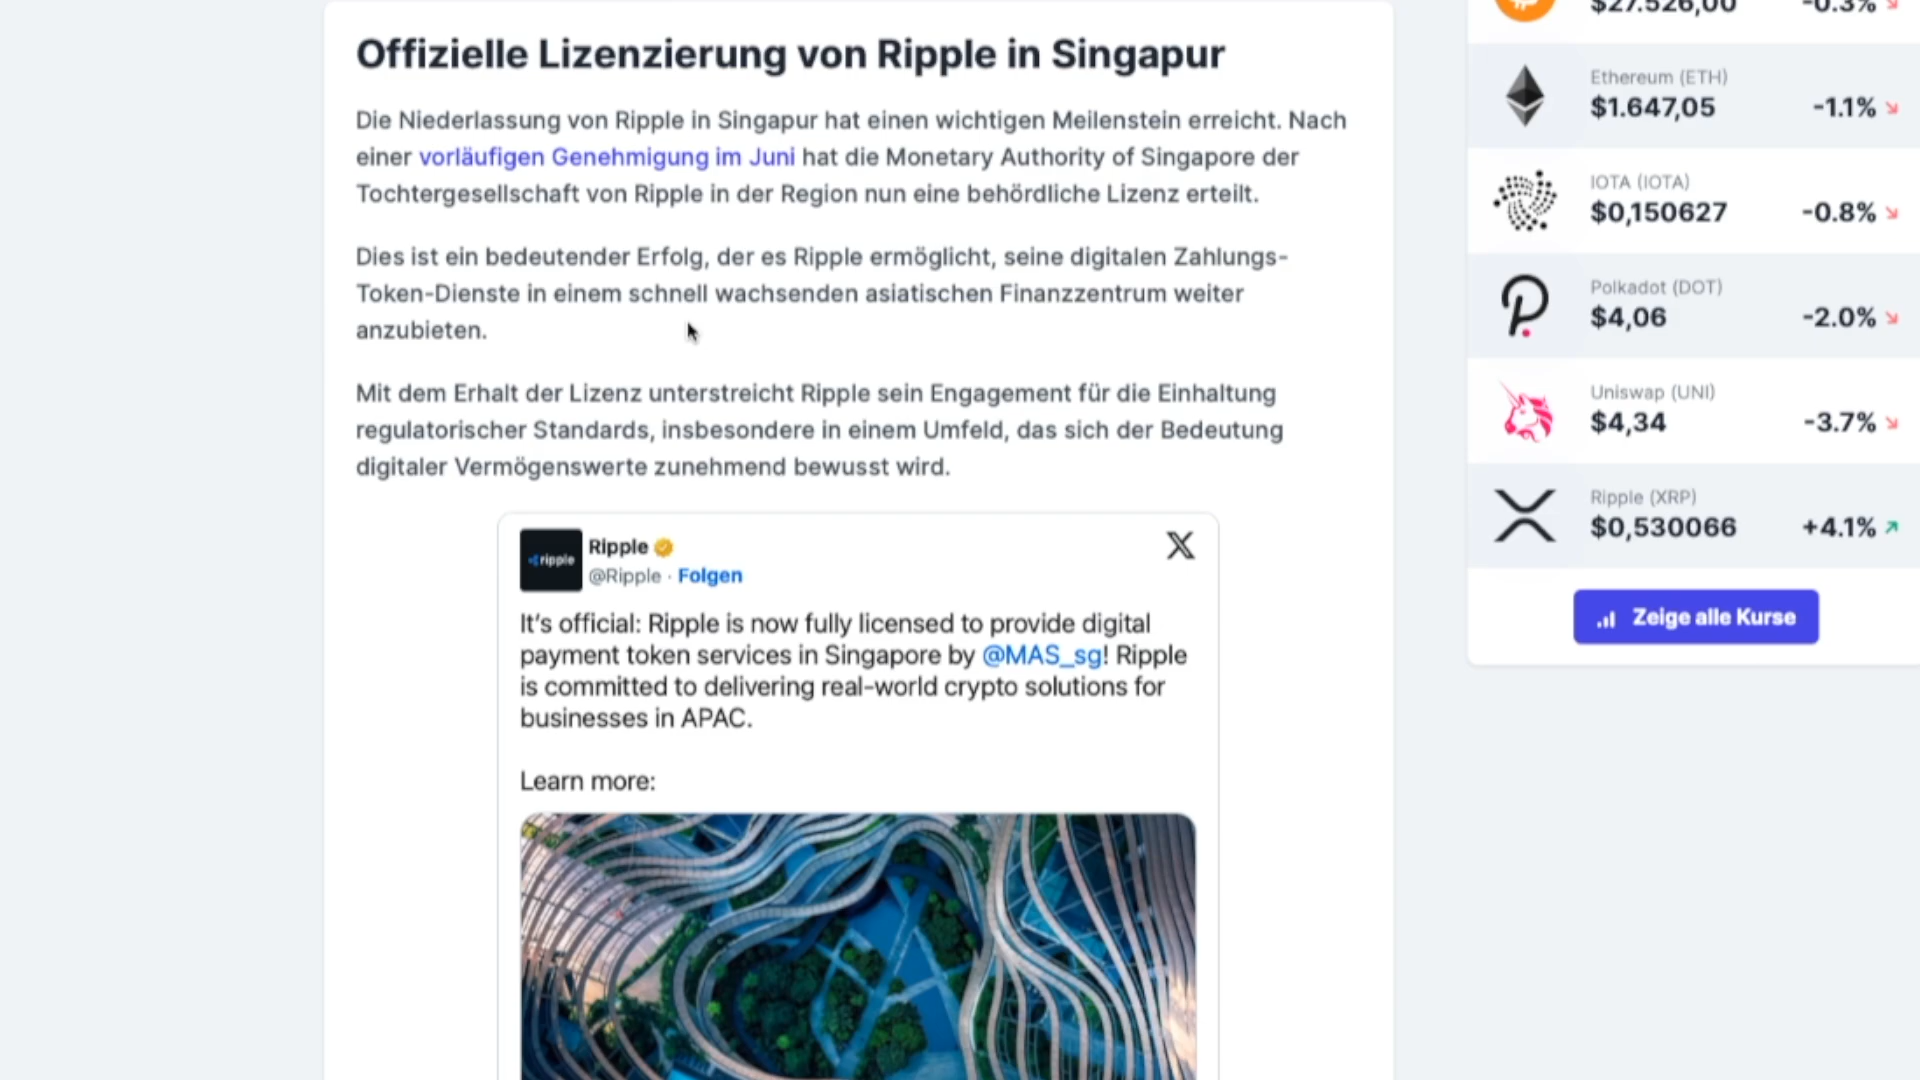 Offizielle Lizenzierung von Ripple in Singapur
Die Niederlassung von Ripple in Singapur hat einen wichtigen Meilenstein erreicht. Nach
einer vorläufigen Genehmigung im Juni hat die Monetary Authority of Singapore der
Tochtergesellschaft von Ripple in der Region nun eine behördliche Lizenz erteilt.
Dies ist ein bedeutender Erfolg, der es Ripple ermöglicht, seine digitalen Zahlungs-
Token-Dienste in einem schnell wachsenden asiatischen Finanzzentrum weiter
anzubieten.
Mit dem Erhalt der Lizenz unterstreicht Ripple sein Engagement für die Einhaltung
regulatorischer Standards, insbesondere in einem Umfeld, das sich der Bedeutung
digitaler Vermögenswerte zunehmend bewusst wird.
ripple
Ripple
@Ripple · Folgen
It's official: Ripple is now fully licensed to provide digital
payment token services in Singapore by @MAS_sg! Ripple
is committed to delivering real-world crypto solutions for
businesses in APAC.
Learn more:
$27.526,00 -0.3%
Ethereum (ETH)
$1.647,05 -1.1%
IOTA (IOTA)
$0,150627 -0.8%
Polkadot (DOT)
$4,06 -2.0%
Uniswap (UNI)
$4,34 -3.7%
Ripple (XRP)
$0,530066 +4.1%
Zeige alle Kurse